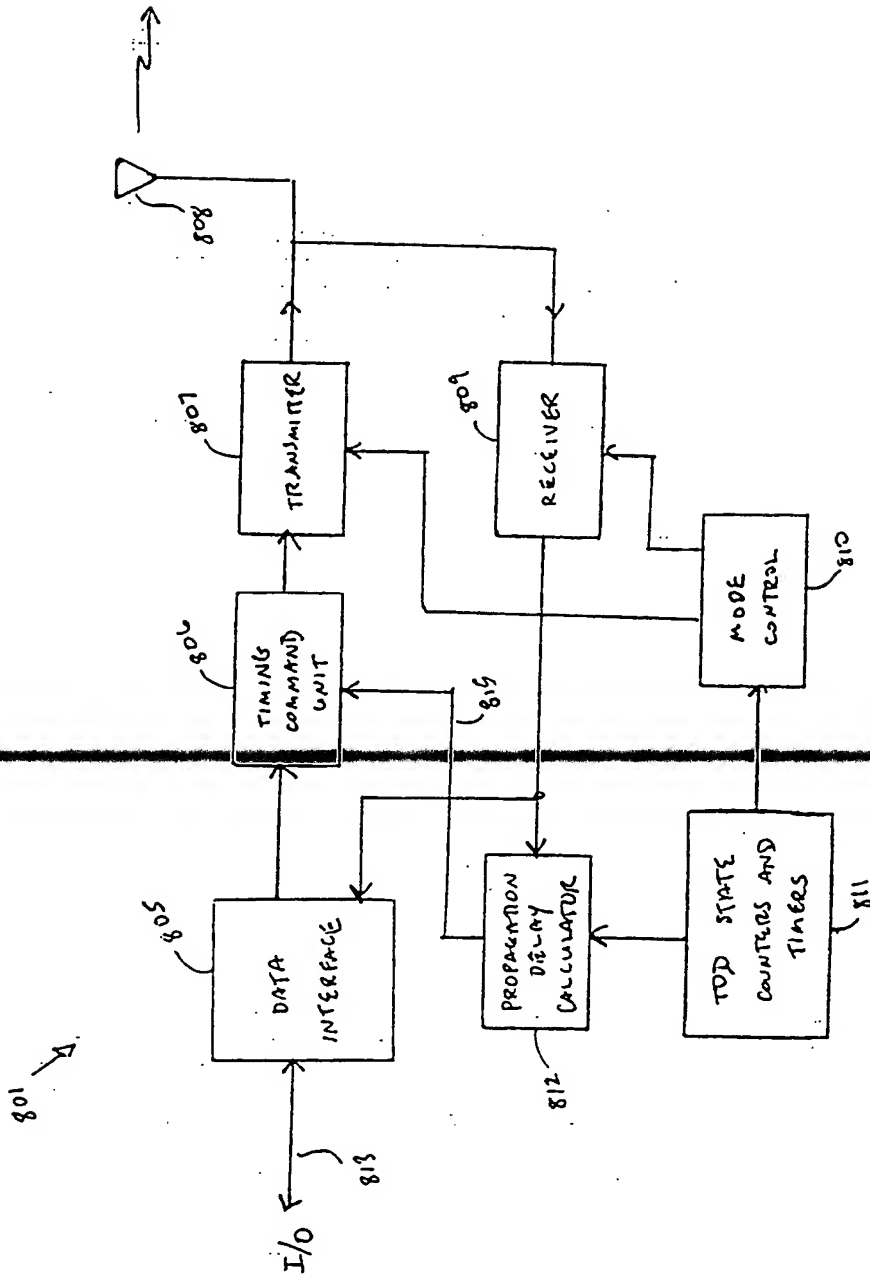 801
I/O
813
805
DATA
INTERFACE
806
TIMING
COMMAND
UNIT
807
TRANSMITTER
808
815
809
RECEIVER
PROPAGATION
DELAY
CALCULATOR
812
TDD STATE
COUNTERS AND
TIMERS
811
MODE
CONTROL
810